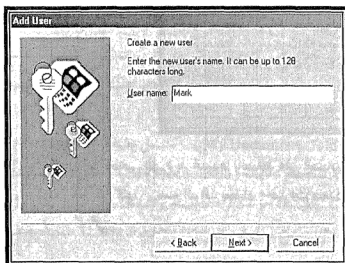 Add User
Create a new user
Enter the new user's name. It can be up to 128
characters long.
User name: Mark
< Back Next > Cancel